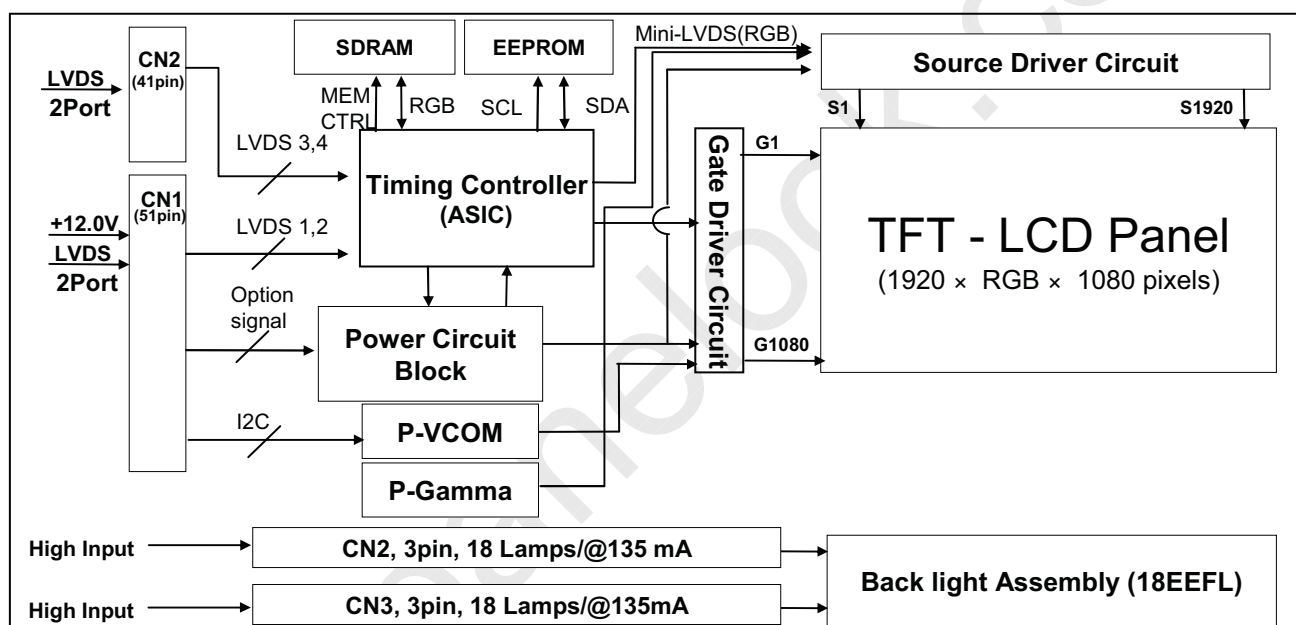 SDRAM
EEPROM
Mini-LVDS(RGB)
Source Driver Circuit
CN2
(41pin)
LVDS
2Port
MEM
CTRL
RGB
SCL
SDA
S1
S1920
LVDS 3,4
Timing Controller
(ASIC)
Gate Driver Circuit
G1
TFT - LCD Panel
(1920 × RGB × 1080 pixels)
G1080
CN1
(51pin)
+12.0V
LVDS
2Port
LVDS 1,2
Option
signal
Power Circuit
Block
I2C
P-VCOM
P-Gamma
High Input
CN2, 3pin, 18 Lamps/@135 mA
Back light Assembly (18EEFL)
High Input
CN3, 3pin, 18 Lamps/@135mA